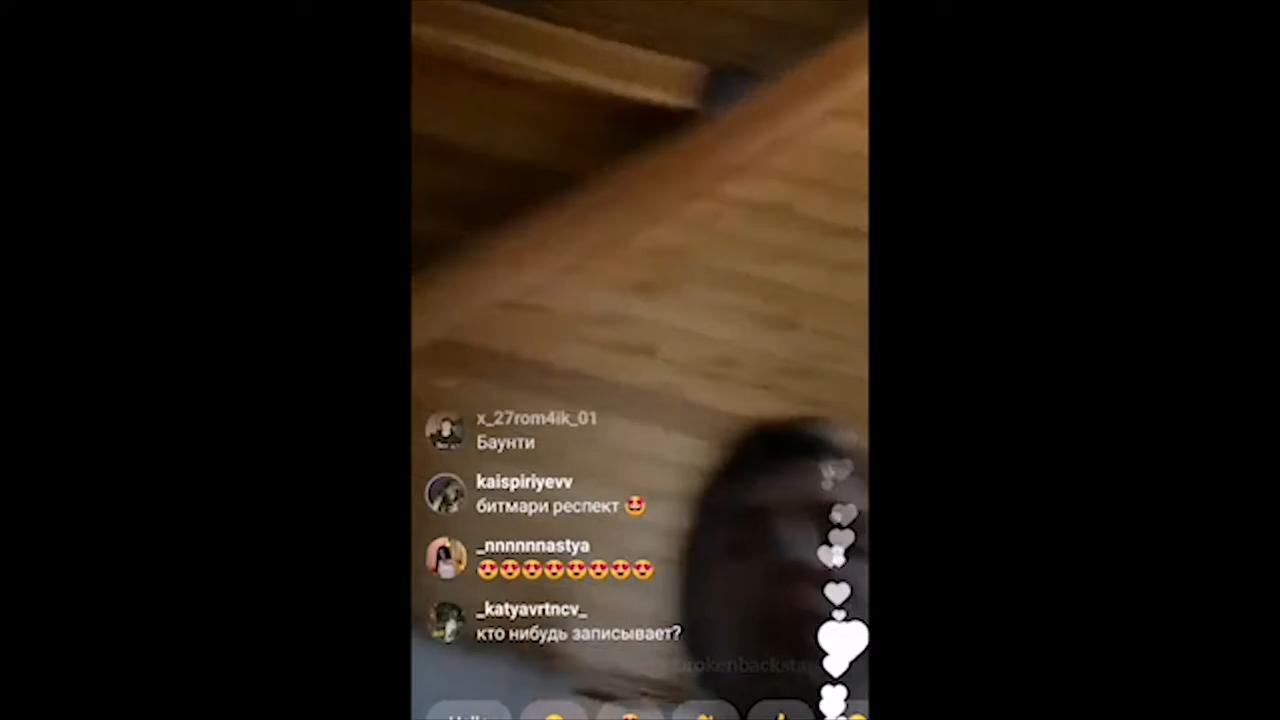 x_27rom4ik_01
Баунти
kaispiriyevv
битмари респект 🤩
_nnnnnnastya
😍😍😍😍😍😍😍😍
_katyavrtncv_
кто нибудь записывает?